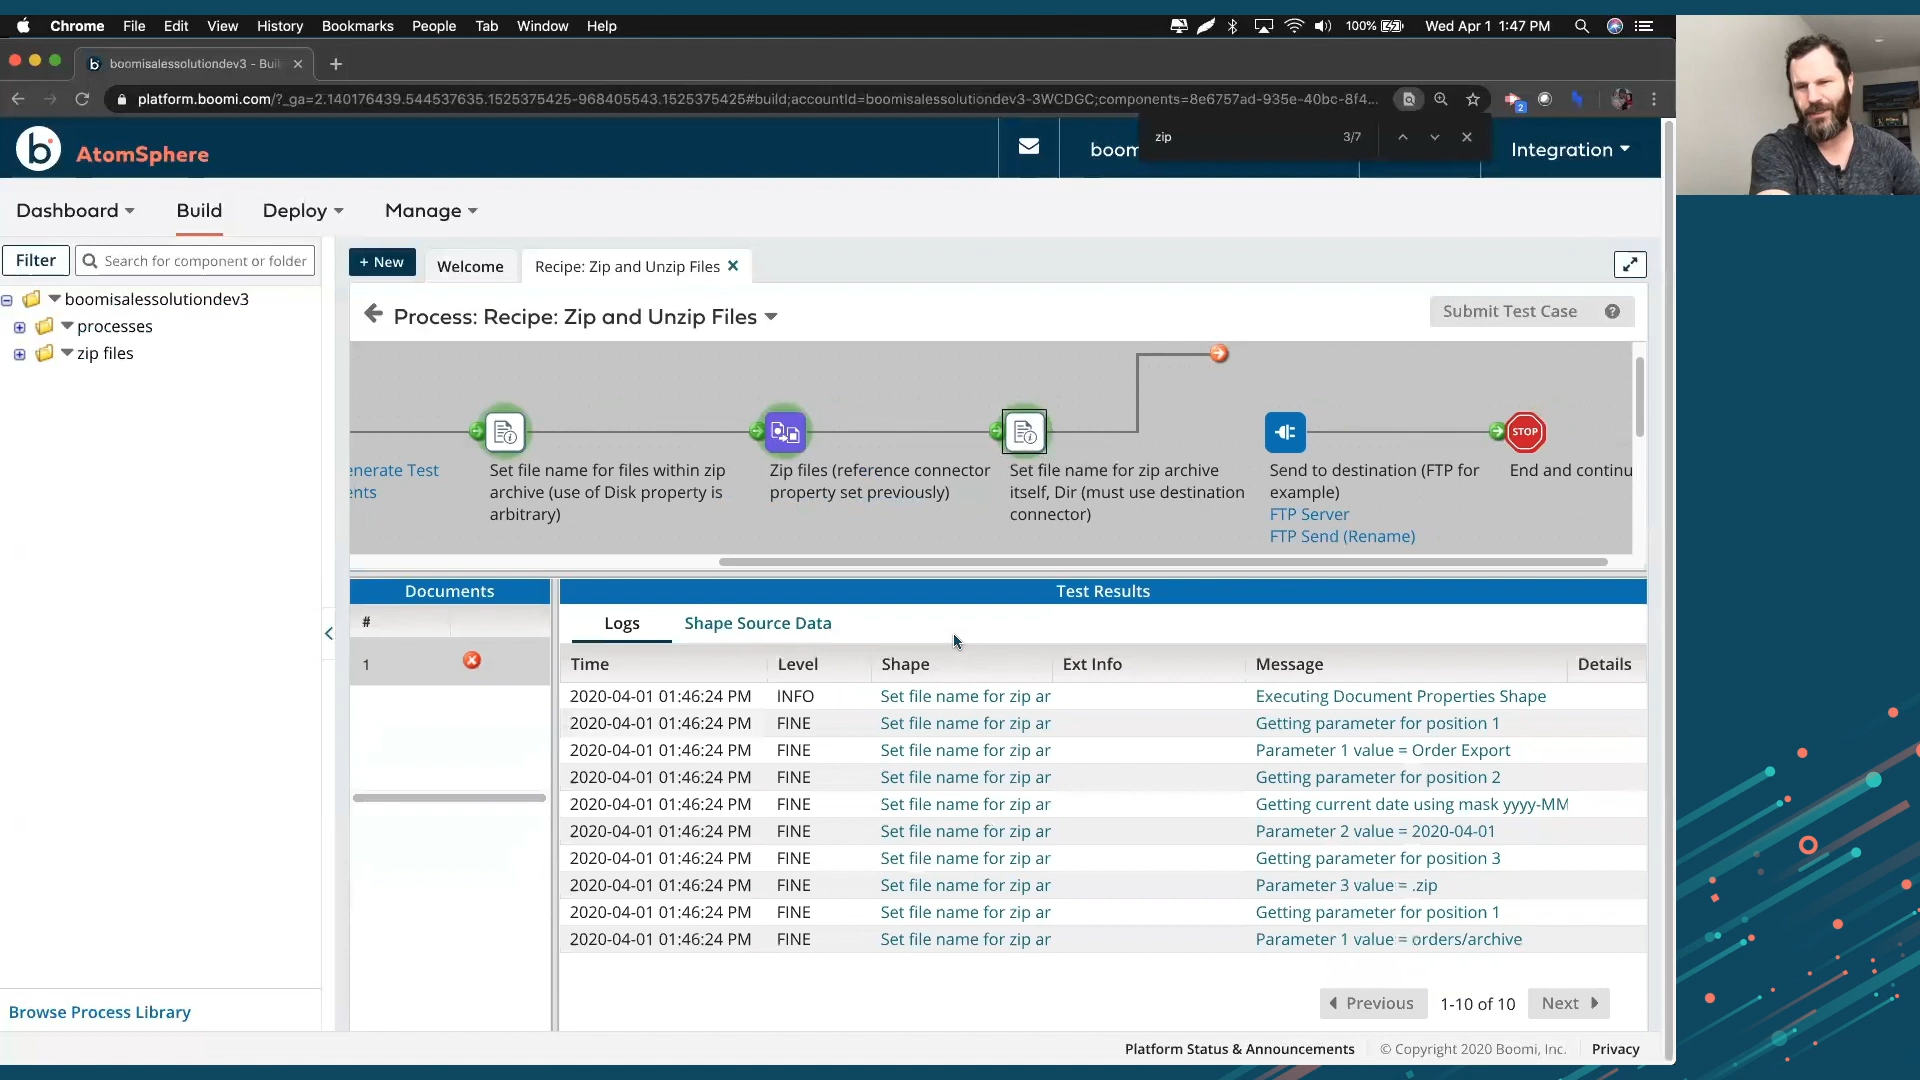 Chrome File Edit View History Bookmarks People Tab Window Help 100% Wed Apr 1 1:47 PM
b boomisalessolutiondev3 - Buil
platform.boomi.com/?_ga=2.140176439.544537635.1525375425-968405543.1525375425#build;accountId=boomisalessolutiondev3-3WCDGC;components=8e6757ad-935e-40bc-8f4... 2
zip 3/7
b AtomSphere boom Integration
Dashboard Build Deploy Manage
Filter Search for component or folder
+ New Welcome Recipe: Zip and Unzip Files
boomisalessolutiondev3
processes
zip files
Process: Recipe: Zip and Unzip Files
Submit Test Case ?
STOP
enerate Test
ents
Set file name for files within zip
archive (use of Disk property is
arbitrary)
Zip files (reference connector
property set previously)
Set file name for zip archive
itself, Dir (must use destination
connector)
Send to destination (FTP for
example)
FTP Server
FTP Send (Rename)
End and continu
Documents
#
1
Test Results
Logs Shape Source Data
Time Level Shape Ext Info Message Details
2020-04-01 01:46:24 PM INFO Set file name for zip ar Executing Document Properties Shape
2020-04-01 01:46:24 PM FINE Set file name for zip ar Getting parameter for position 1
2020-04-01 01:46:24 PM FINE Set file name for zip ar Parameter 1 value = Order Export
2020-04-01 01:46:24 PM FINE Set file name for zip ar Getting parameter for position 2
2020-04-01 01:46:24 PM FINE Set file name for zip ar Getting current date using mask yyyy-MM
2020-04-01 01:46:24 PM FINE Set file name for zip ar Parameter 2 value = 2020-04-01
2020-04-01 01:46:24 PM FINE Set file name for zip ar Getting parameter for position 3
2020-04-01 01:46:24 PM FINE Set file name for zip ar Parameter 3 value = .zip
2020-04-01 01:46:24 PM FINE Set file name for zip ar Getting parameter for position 1
2020-04-01 01:46:24 PM FINE Set file name for zip ar Parameter 1 value = orders/archive
Previous 1-10 of 10 Next
Browse Process Library
Platform Status & Announcements © Copyright 2020 Boomi, Inc. Privacy